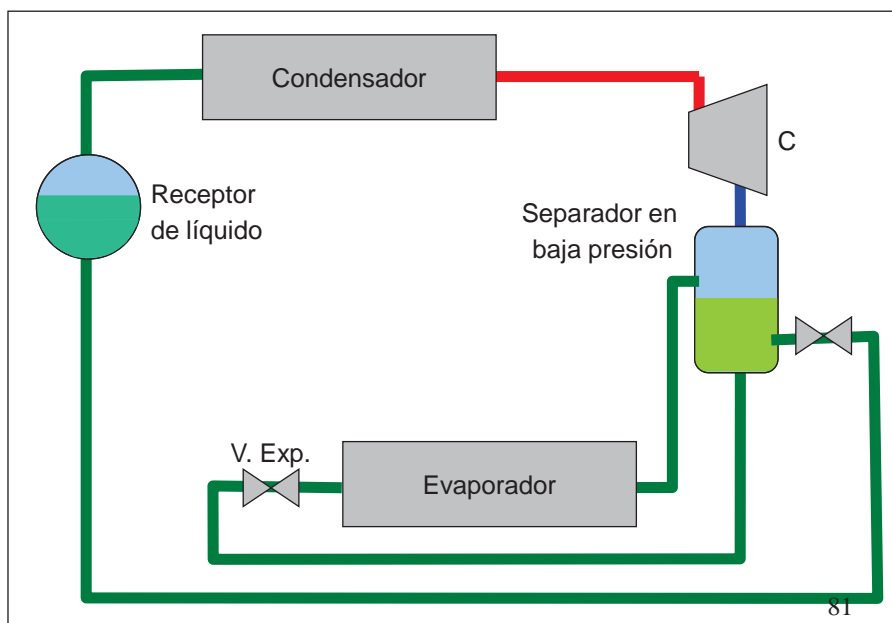 Condensador
C
Receptor
de líquido
Separador en
baja presión
V. Exp.
Evaporador
81